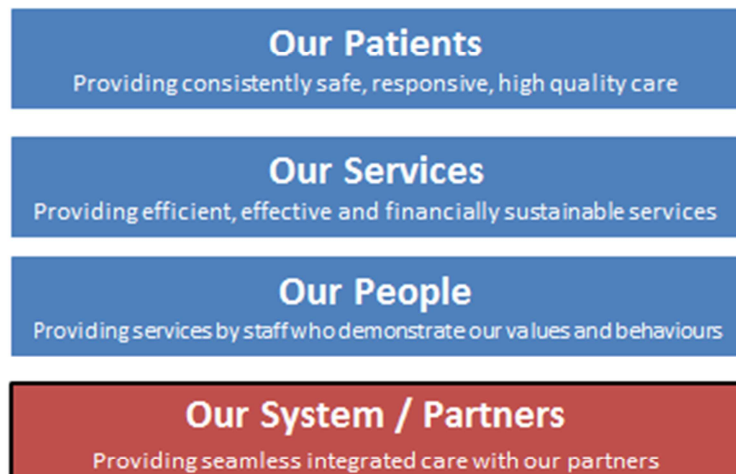 Our Patients
Providing consistently safe, responsive, high quality care
Our Services
Providing efficient, effective and financially sustainable services
Our People
Providing services by staff who demonstrate our values and behaviours
Our System / Partners
Providing seamless integrated care with our partners